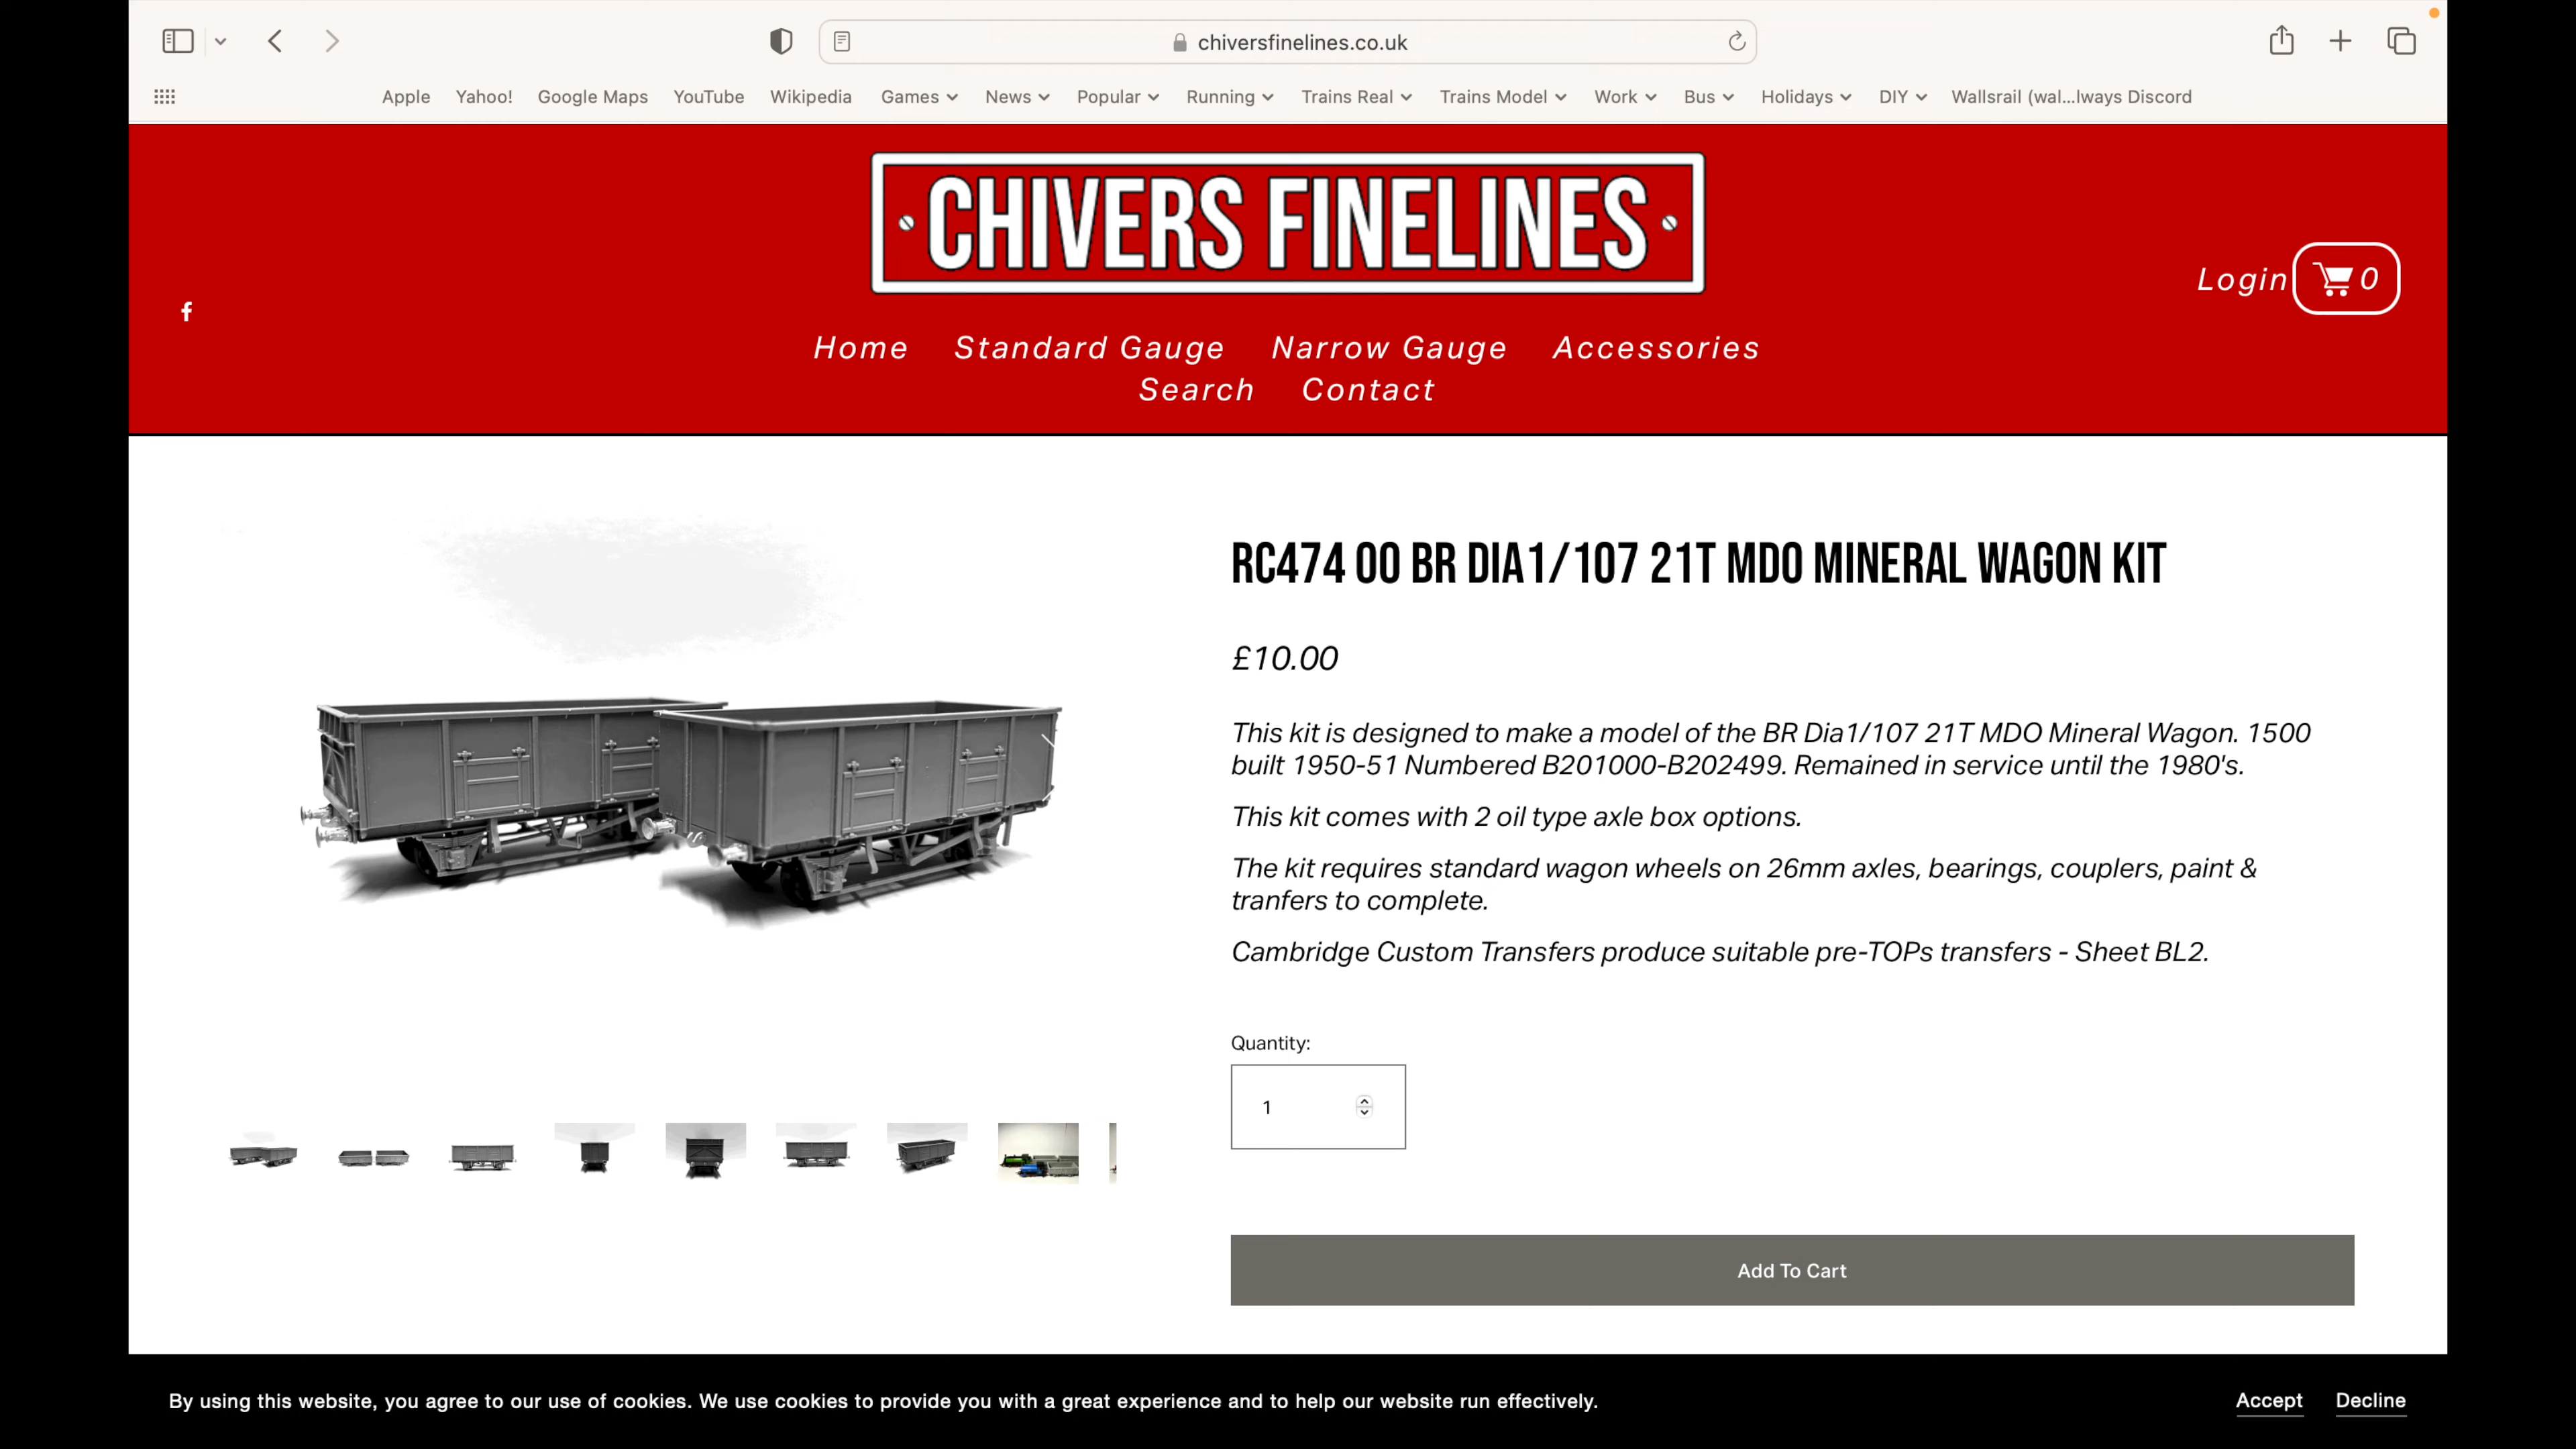 chiversfinelines.co.uk
Apple Yahoo! Google Maps YouTube Wikipedia Games News Popular Running Trains Real Trains Model Work Bus Holidays DIY Wallsrail (wal...lways Discord
CHIVERS FINELINES
Login 0
f
Home Standard Gauge Narrow Gauge Accessories
Search Contact
RC474 OO BR DIA1/107 21T MDO MINERAL WAGON KIT
£10.00
This kit is designed to make a model of the BR Dia1/107 21T MDO Mineral Wagon. 1500
built 1950-51 Numbered B201000-B202499. Remained in service until the 1980's.
This kit comes with 2 oil type axle box options.
The kit requires standard wagon wheels on 26mm axles, bearings, couplers, paint &
tranfers to complete.
Cambridge Custom Transfers produce suitable pre-TOPs transfers - Sheet BL2.
Quantity:
1
Add To Cart
By using this website, you agree to our use of cookies. We use cookies to provide you with a great experience and to help our website run effectively.
Accept Decline